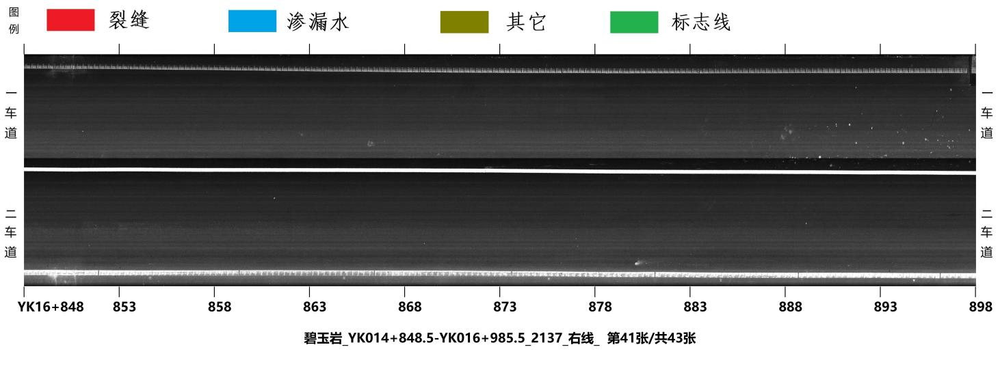 图例 裂缝 渗漏水 其它 标志线
一车道 一车道
二车道 二车道
YK16+848 853 858 863 868 873 878 883 888 893 898
碧玉岩_YK014+848.5-YK016+985.5_2137_右线_ 第41张/共43张